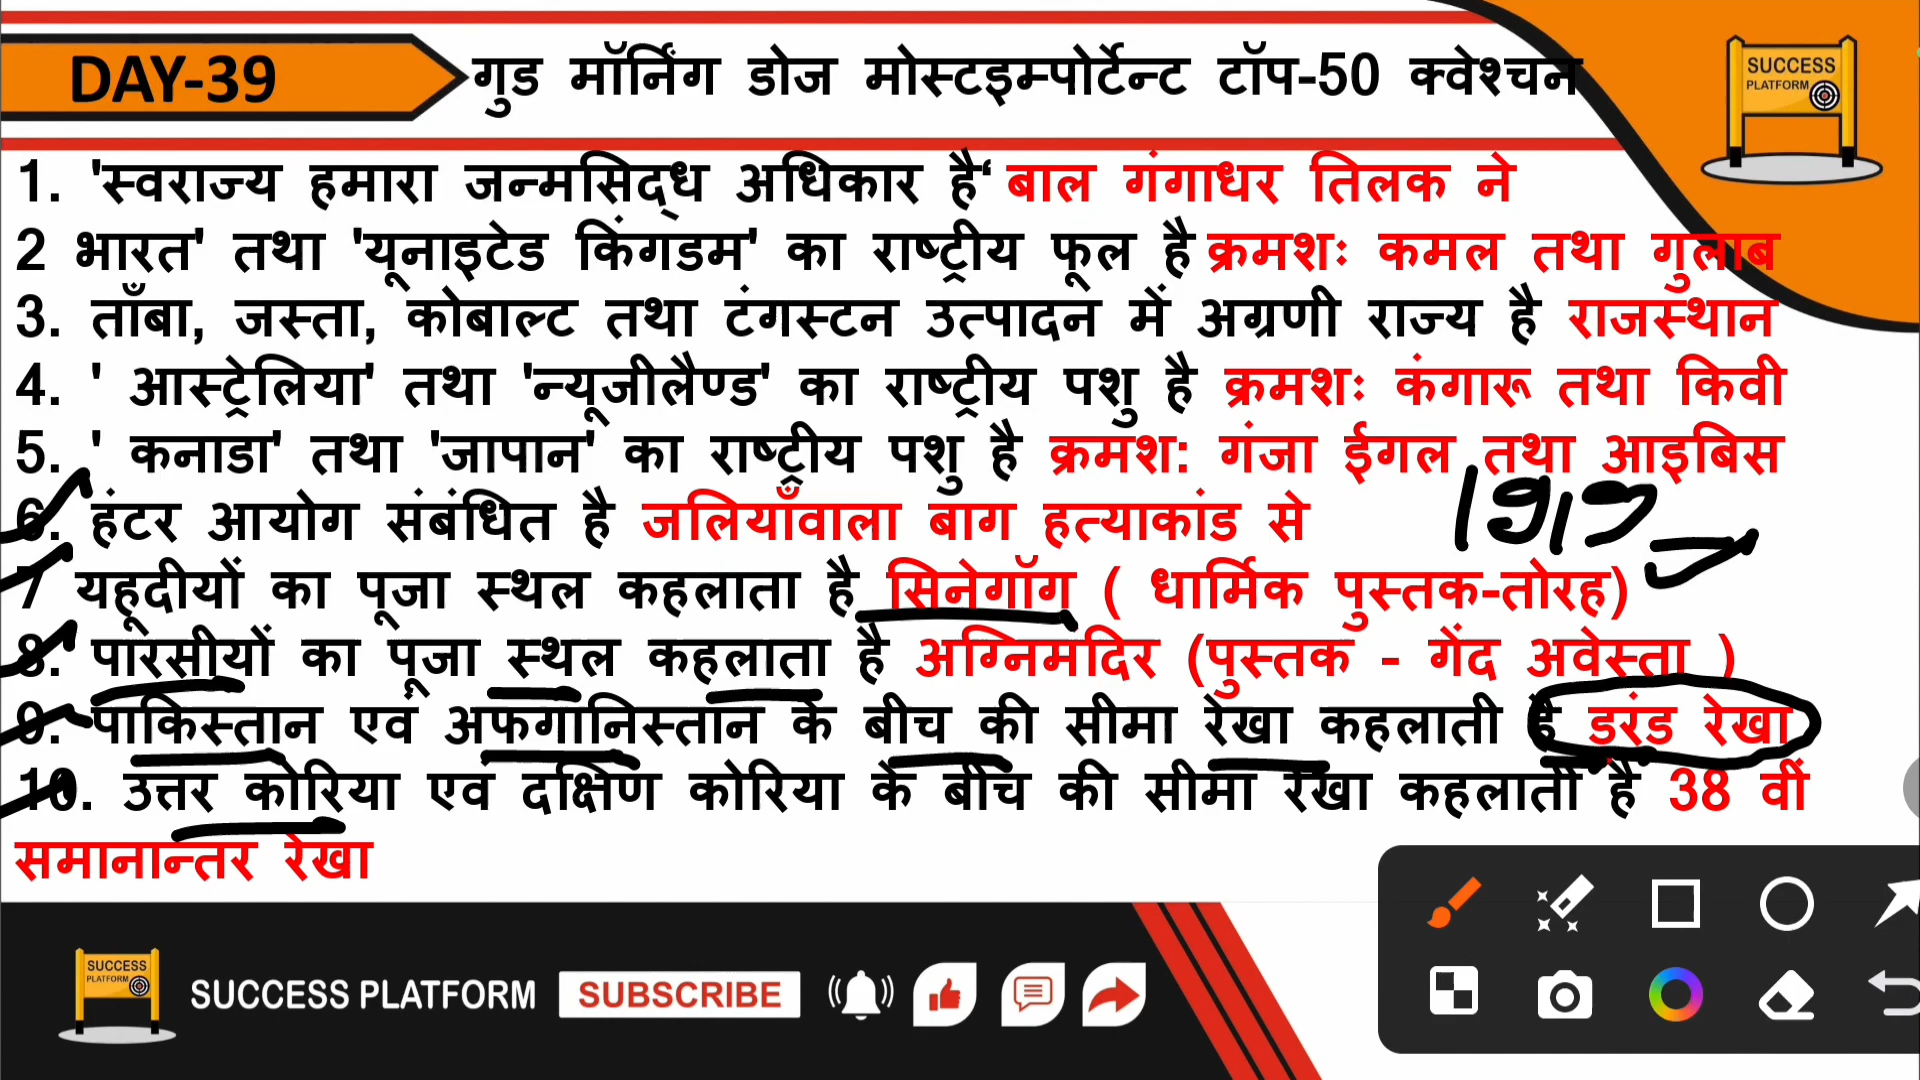 DAY-39
गुड मॉर्निंग डोज मोस्टइम्पोर्टेन्ट टॉप-50 क्वेश्चन
SUCCESS
PLATFORM
1. 'स्वराज्य हमारा जन्मसिद्ध अधिकार है' बाल गंगाधर तिलक ने
2 भारत' तथा 'यूनाइटेड किंगडम' का राष्ट्रीय फूल है क्रमशः कमल तथा गुलाब
3. ताँबा, जस्ता, कोबाल्ट तथा टंगस्टन उत्पादन में अग्रणी राज्य है राजस्थान
4. ' आस्ट्रेलिया' तथा 'न्यूजीलैण्ड' का राष्ट्रीय पशु है क्रमशः कंगारू तथा किवी
5. ' कनाडा' तथा 'जापान' का राष्ट्रीय पशु है क्रमश: गंजा ईगल तथा आइबिस
6. हंटर आयोग संबंधित है जलियाँवाला बाग हत्याकांड से
7 यहूदीयों का पूजा स्थल कहलाता है सिनेगॉग ( धार्मिक पुस्तक-तोरह)
8. पारसीयों का पूजा स्थल कहलाता है अग्निमदिर (पुस्तक - गेंद अवेस्ता )
9. पाकिस्तान एवं अफगानिस्तान के बीच की सीमा रेखा कहलाती है डूरंड रेखा
10. उत्तर कोरिया एवं दक्षिण कोरिया के बीच की सीमा रेखा कहलाती है 38 वीं
समानान्तर रेखा
SUCCESS
PLATFORM
SUCCESS PLATFORM SUBSCRIBE